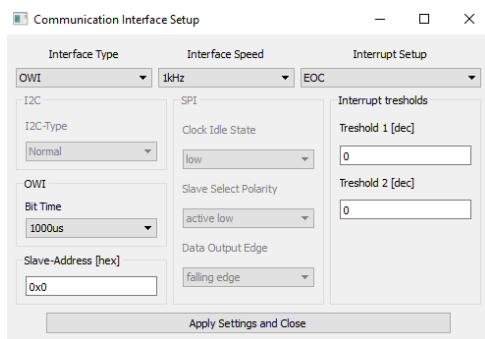 Communication Interface Setup
Interface Type
Interface Speed
Interrupt Setup
OWI
1kHz
EOC
I2C
I2C-Type
Normal
OWI
Bit Time
1000us
Slave-Address [hex]
0x0
SPI
Clock Idle State
low
Slave Select Polarity
active low
Data Output Edge
falling edge
Interrupt tresholds
Treshold 1 [dec]
0
Treshold 2 [dec]
0
Apply Settings and Close